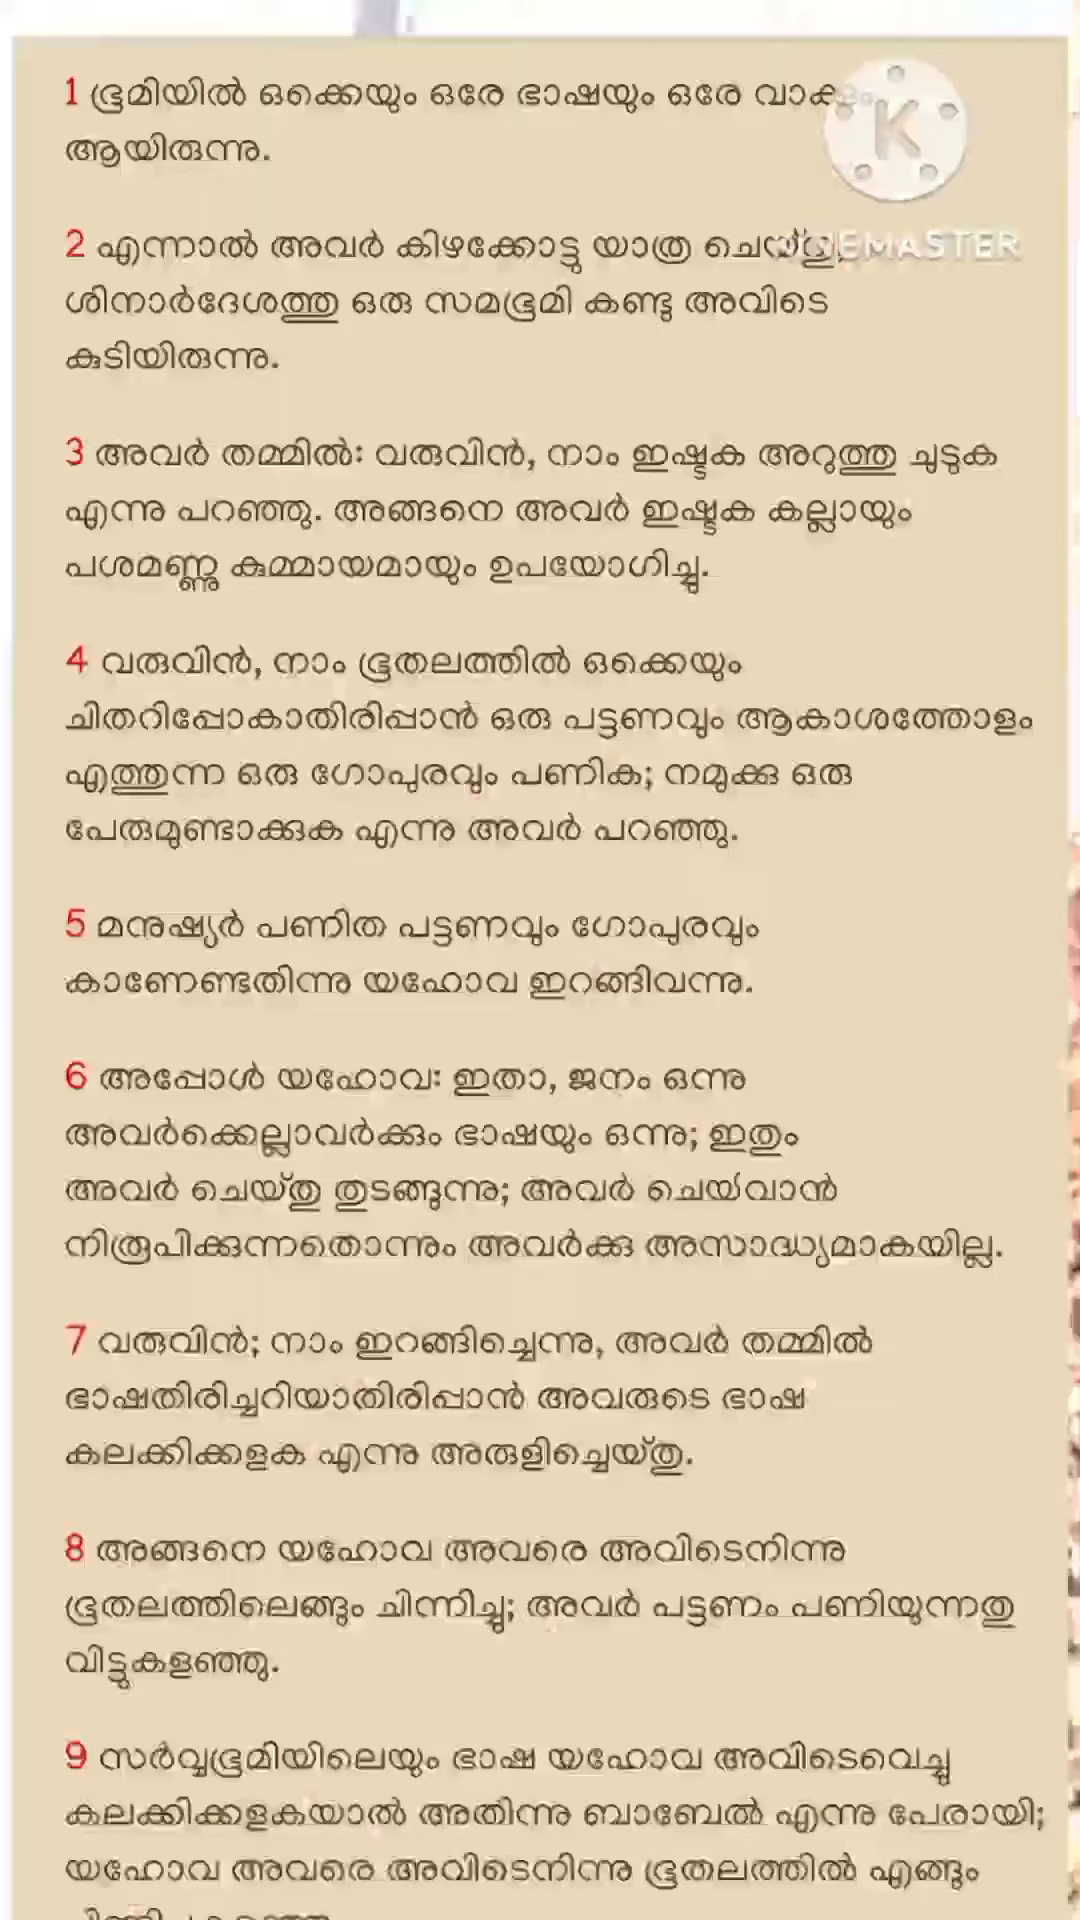 1 ഭൂമിയിൽ ഒക്കെയും ഒരേ ഭാഷയും ഒരേ
ആയിരുന്നു.
2 എന്നാൽ അവർ കിഴക്കോട്ടു യാത്ര ചെയ്തു,
KINEMASTER
ശിനാർദേശത്തു ഒരു സമഭൂമി കണ്ടു അവിടെ
കുടിയിരുന്നു.
3 അവർ തമ്മിൽ: വരുവിൻ, നാം ഇഷ്ടക അറുത്തു ചുടുക
എന്നു പറഞ്ഞു. അങ്ങനെ അവർ ഇഷ്ടക കല്ലായും
പശമണ്ണു കുമ്മായമായും ഉപയോഗിച്ചു.
4 വരുവിൻ, നാം ഭൂതലത്തിൽ ഒക്കെയും
ചിതറിപ്പോകാതിരിപ്പാൻ ഒരു പട്ടണവും ആകാശത്തോളം
എത്തുന്ന ഒരു ഗോപുരവും പണിക; നമുക്കു ഒരു
പേരുമുണ്ടാക്കുക എന്നു അവർ പറഞ്ഞു.
5 മനുഷ്യർ പണിത പട്ടണവും ഗോപുരവും
കാണേണ്ടതിന്നു യഹോവ ഇറങ്ങിവന്നു.
6 അപ്പോൾ യഹോവ: ഇതാ, ജനം ഒന്നു
അവർക്കെല്ലാവർക്കും ഭാഷയും ഒന്നു; ഇതും
അവർ ചെയ്തു തുടങ്ങുന്നു; അവർ ചെയ്‌വാൻ
നിരൂപിക്കുന്നതൊന്നും അവർക്കു അസാദ്ധ്യമാകയില്ല.
7 വരുവിൻ; നാം ഇറങ്ങിച്ചെന്നു, അവർ തമ്മിൽ
ഭാഷതിരിച്ചറിയാതിരിപ്പാൻ അവരുടെ ഭാഷ
കലക്കിക്കളക എന്നു അരുളിച്ചെയ്തു.
8 അങ്ങനെ യഹോവ അവരെ അവിടെനിന്നു
ഭൂതലത്തിലെങ്ങും ചിന്നിച്ചു; അവർ പട്ടണം പണിയുന്നതു
വിട്ടുകളഞ്ഞു.
9 സർവ്വഭൂമിയിലെയും ഭാഷ യഹോവ അവിടെവെച്ചു
കലക്കിക്കളകയാൽ അതിന്നു ബാബേൽ എന്നു പേരായി;
യഹോവ അവരെ അവിടെനിന്നു ഭൂതലത്തിൽ എങ്ങും